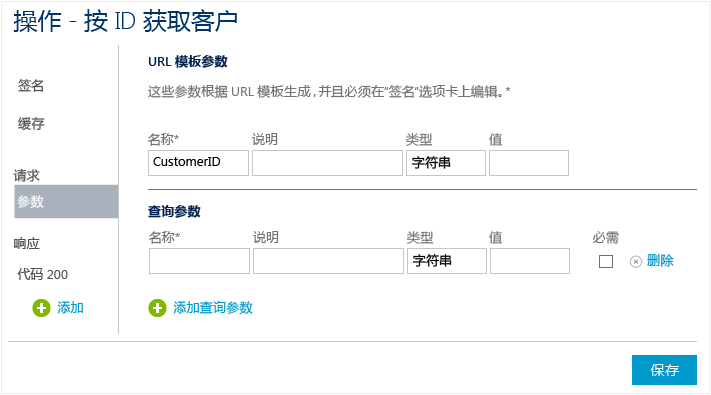 操作 - 按 ID 获取客户
签名
缓存
请求
参数
响应
代码 200
添加
URL 模板参数
这些参数根据 URL 模板生成,并且必须在“签名”选项卡上编辑。*
名称* 说明 类型 值
CustomerID 字符串
查询参数
名称* 说明 类型 值 必需
字符串 删除
添加查询参数
保存